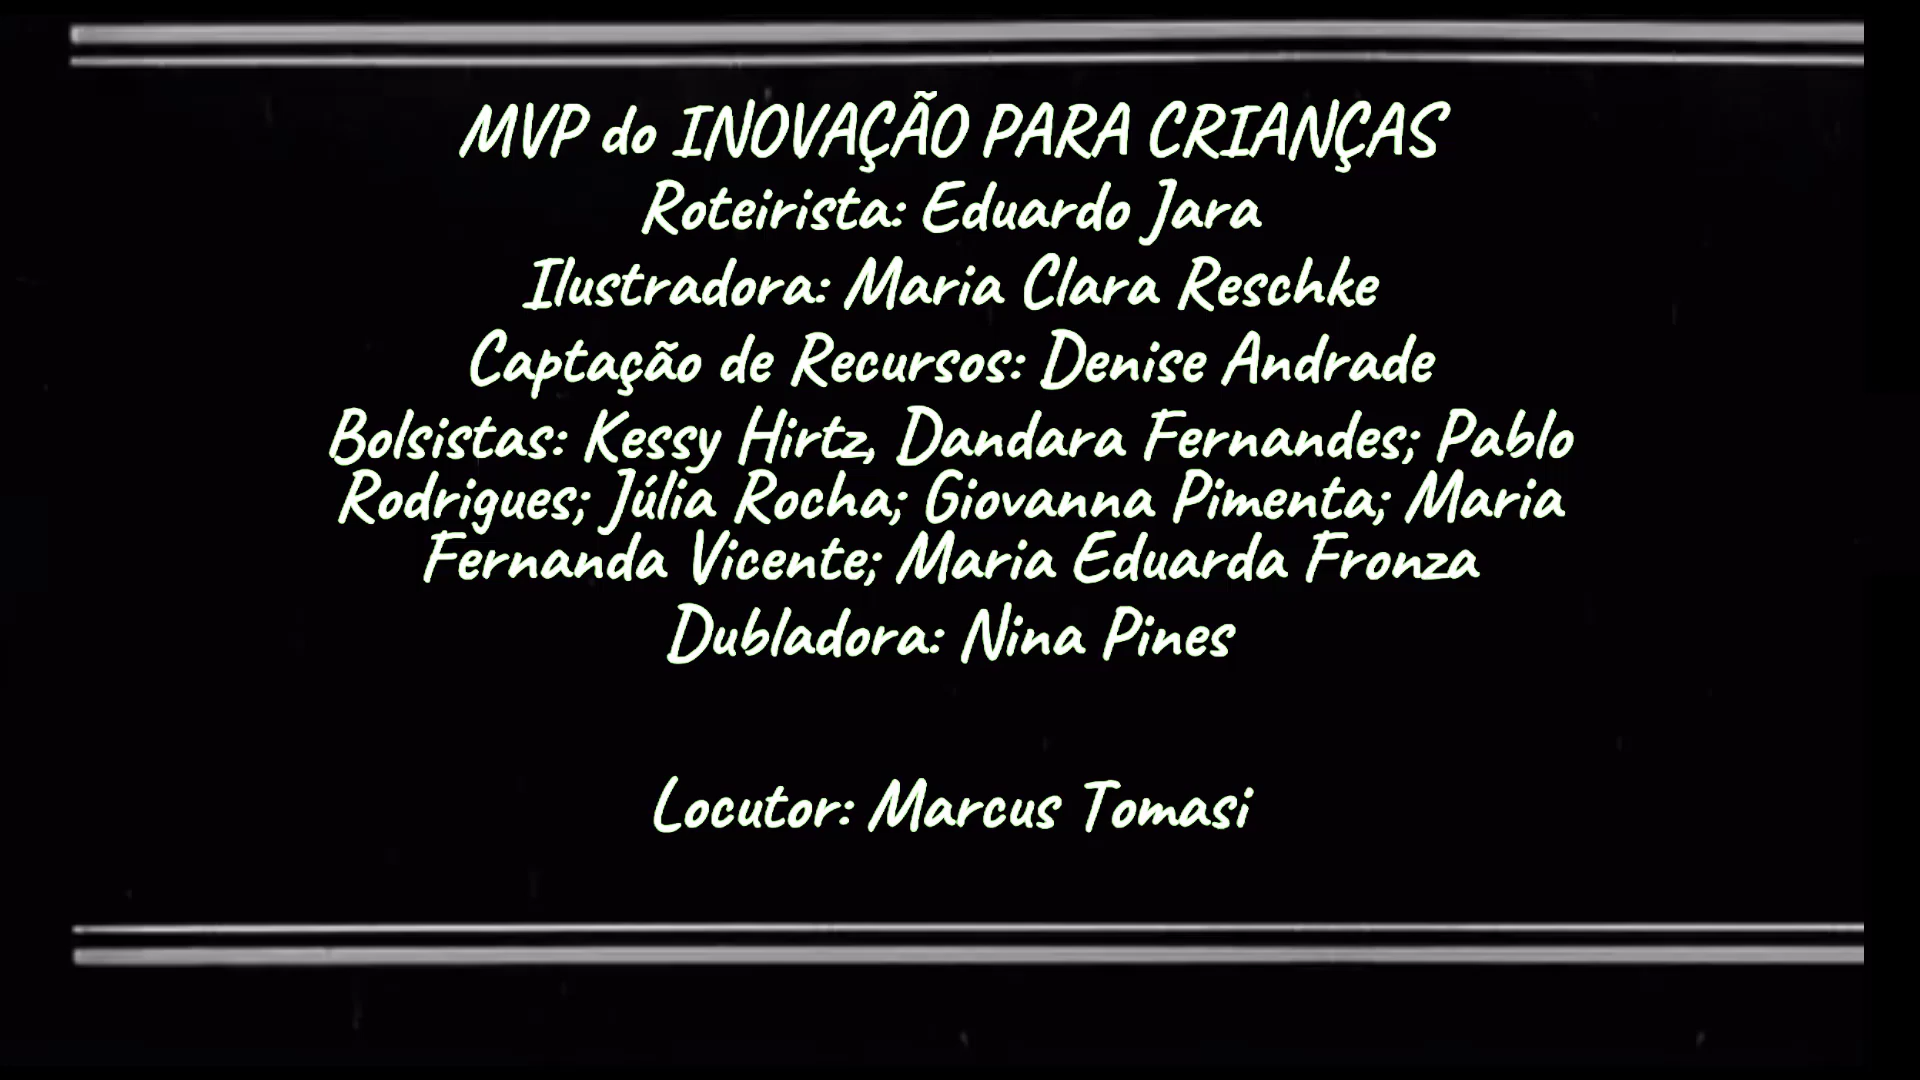 MVP do INOVAÇÃO PARA CRIANÇAS
Roteirista: Eduardo Jara
Ilustradora: Maria Clara Reschke
Captação de Recursos: Denise Andrade
Bolsistas: Kessy Hirtz, Dandara Fernandes; Pablo
Rodrigues; Júlia Rocha; Giovanna Pimenta; Maria
Fernanda Vicente; Maria Eduarda Fronza
Dubladora: Nina Pines
Locutor: Marcus Tomasi